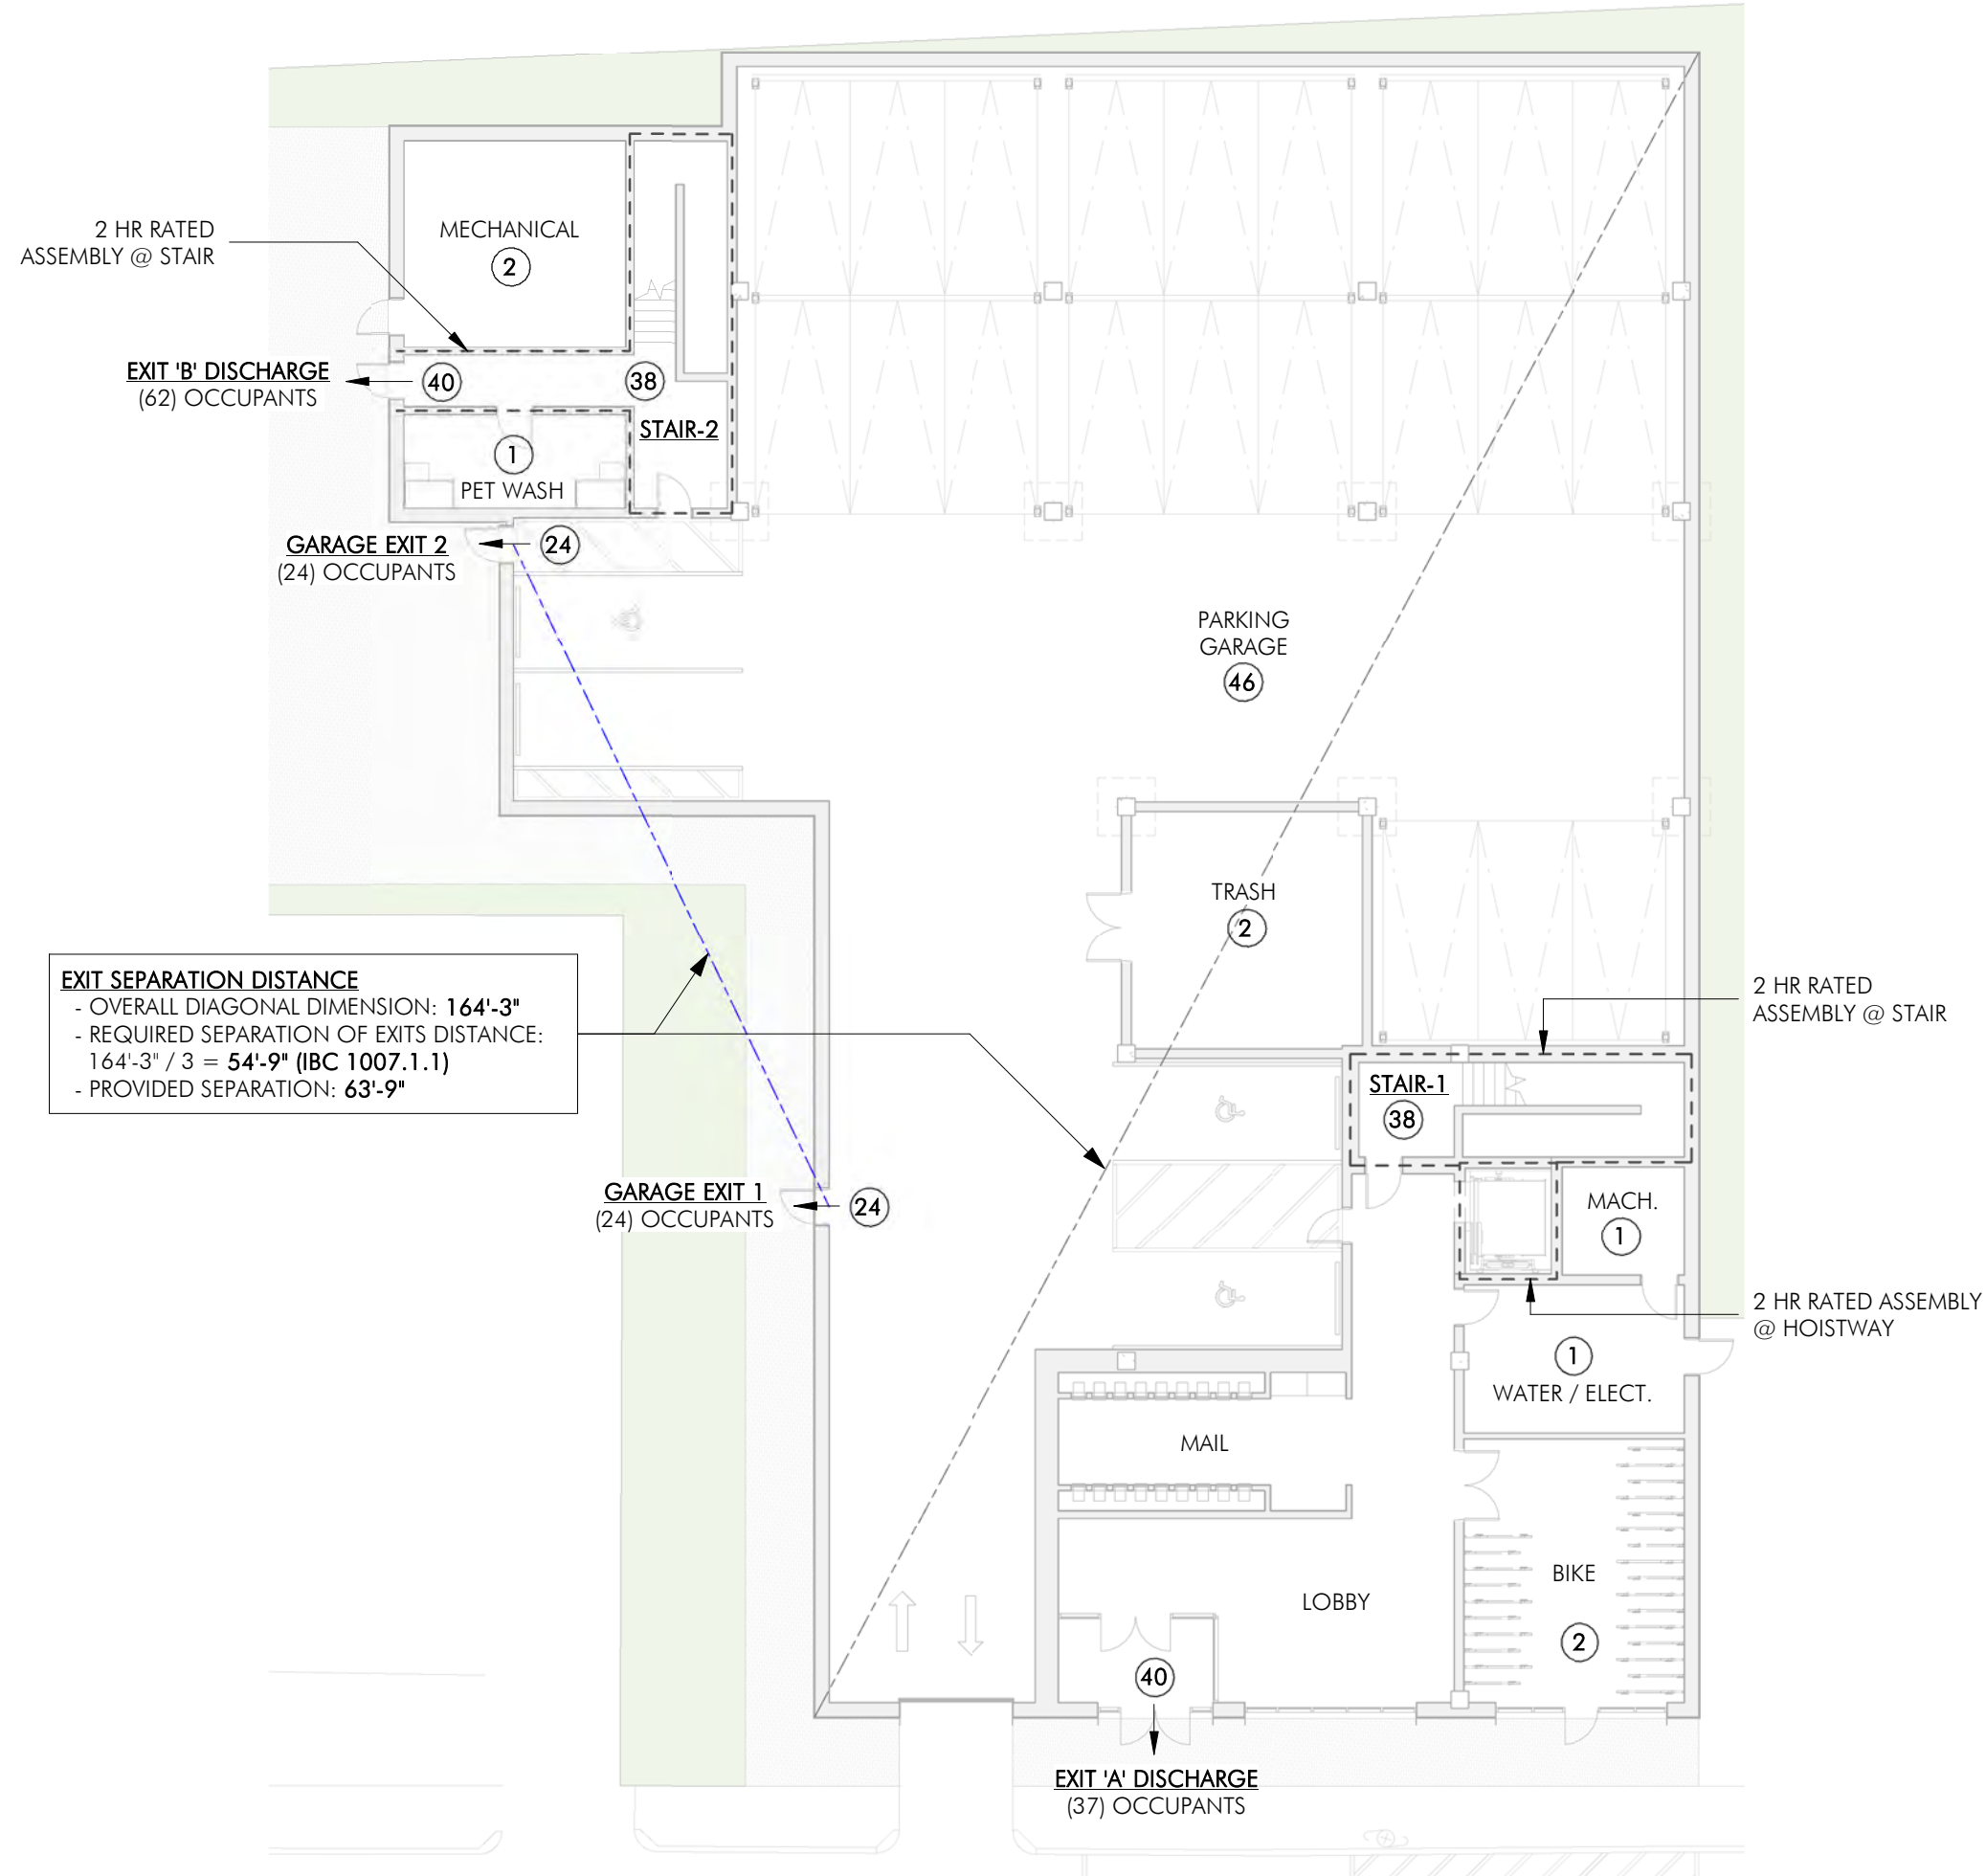 MECHANICAL
2
2 HR RATED
ASSEMBLY @ STAIR
EXIT 'B' DISCHARGE
(62) OCCUPANTS
40
38
STAIR-2
1
PET WASH
GARAGE EXIT 2
(24) OCCUPANTS
24
PARKING
GARAGE
46
TRASH
2
EXIT SEPARATION DISTANCE
- OVERALL DIAGONAL DIMENSION: 164'-3"
- REQUIRED SEPARATION OF EXITS DISTANCE:
164'-3" / 3 = 54'-9" (IBC 1007.1.1)
- PROVIDED SEPARATION: 63'-9"
2 HR RATED
ASSEMBLY @ STAIR
STAIR-1
38
GARAGE EXIT 1
(24) OCCUPANTS
24
MACH.
1
2 HR RATED ASSEMBLY
@ HOISTWAY
1
WATER / ELECT.
MAIL
BIKE
2
LOBBY
40
EXIT 'A' DISCHARGE
(37) OCCUPANTS